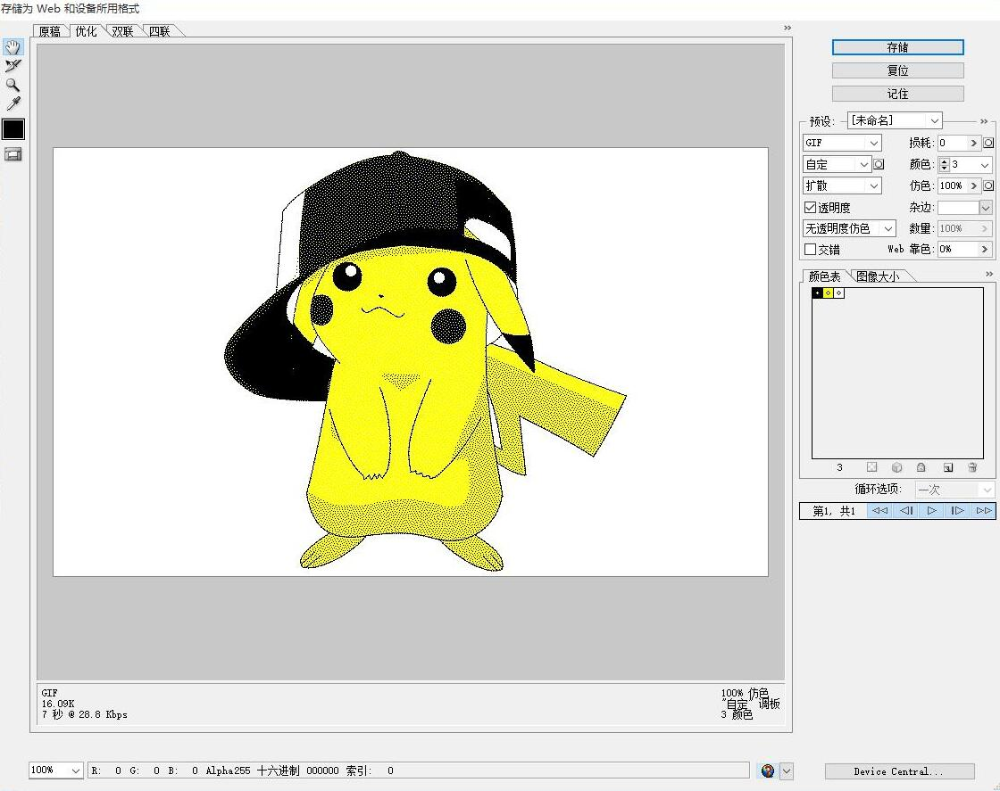 存储为 Web 和设备所用格式
原稿 优化 双联 四联
存储
复位
记住
预设: [未命名]
GIF 损耗: 0
自定 颜色: 3
扩散 仿色: 100%
透明度 杂边:
无透明度仿色 数量: 100%
交错 Web 靠色: 0%
颜色表 图像大小
3
循环选项: 一次
第1, 共1
GIF
16.09K
7 秒 @ 28.8 Kbps
100% 仿色
"自定" 调板
3 颜色
100% R: 0 G: 0 B: 0 Alpha255 十六进制 000000 索引: 0
Device Central...